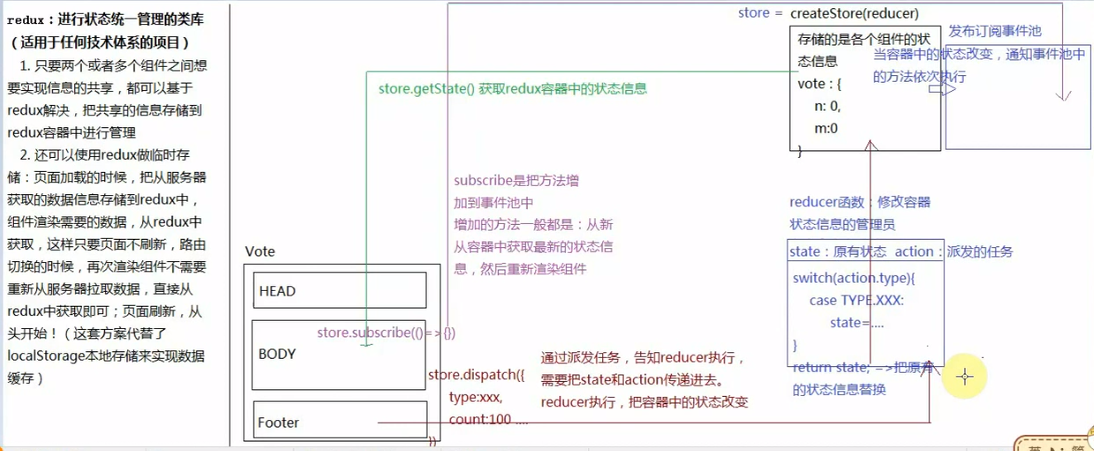 redux：进行状态统一管理的类库
（适用于任何技术体系的项目）
1. 只要两个或者多个组件之间想
要实现信息的共享，都可以基于
redux解决，把共享的信息存储到
redux容器中进行管理
2. 还可以使用redux做临时存
储：页面加载的时候，把从服务器
获取的数据信息存储到redux中，
组件渲染需要的数据，从redux中
获取，这样只要页面不刷新，路由
切换的时候，再次渲染组件不需要
重新从服务器拉取数据，直接从
redux中获取即可；页面刷新，从
头开始！（这套方案代替了
localStorage本地存储来实现数据
缓存）
store = createStore(reducer)
存储的是各个组件的状
态信息
vote : {
n: 0,
m:0
}
发布订阅事件池
当容器中的状态改变，通知事件池中
的方法依次执行
store.getState() 获取redux容器中的状态信息
subscribe是把方法增
加到事件池中
增加的方法一般都是：从新
从容器中获取最新的状态信
息，然后重新渲染组件
reducer函数：修改容器
状态信息的管理员
state：原有状态 action：派发的任务
switch(action.type){
case TYPE.XXX:
state=....
}
return state; =>把原有
的状态信息替换
Vote
HEAD
store.subscribe(()=>{})
BODY
store.dispatch({
type:xxx,
count:100 ....
})
Footer
通过派发任务，告知reducer执行，
需要把state和action传递进去。
reducer执行，把容器中的状态改变